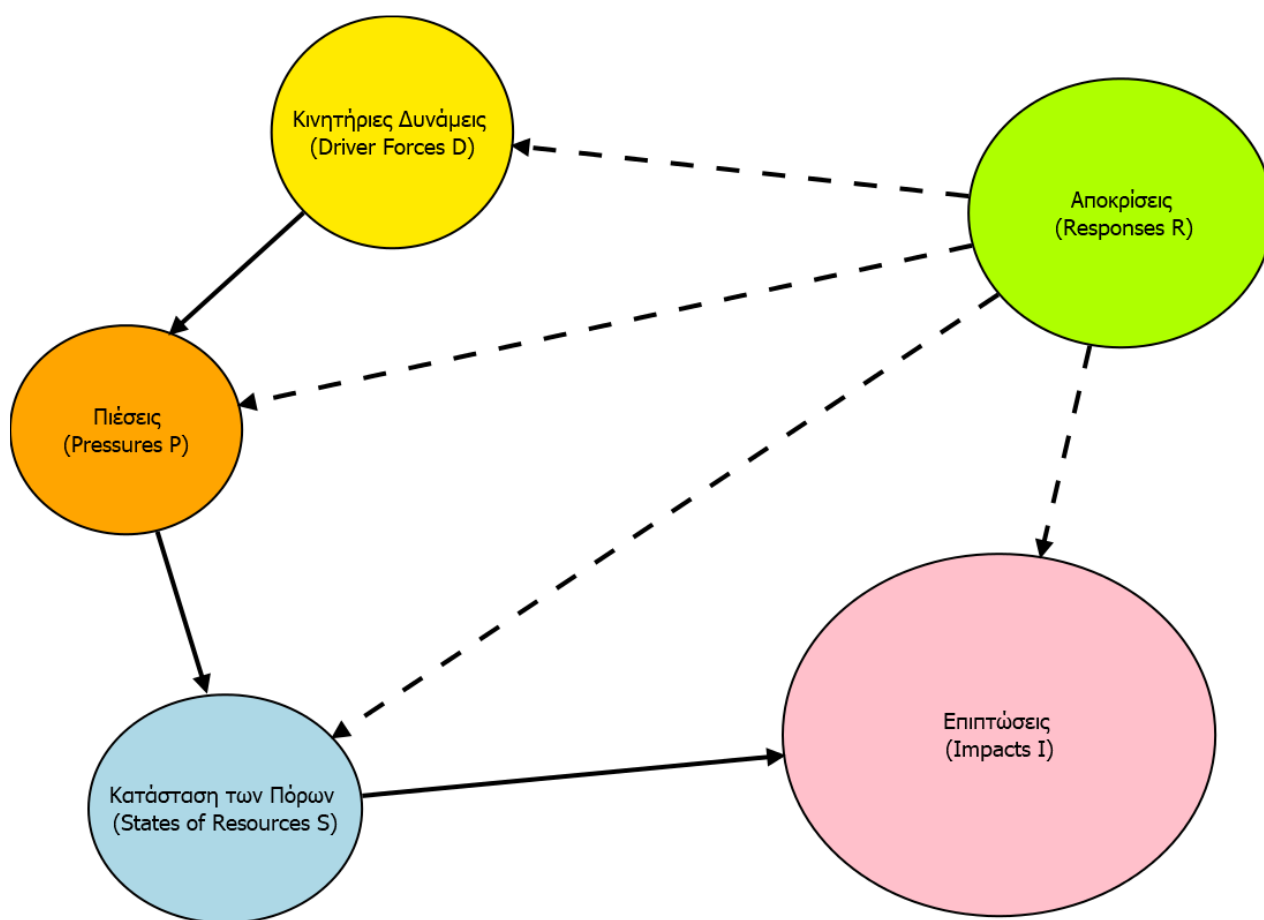 Κινητήριες Δυνάμεις
(Driver Forces D)
Αποκρίσεις
(Responses R)
Πιέσεις
(Pressures P)
Επιπτώσεις
(Impacts I)
Κατάσταση των Πόρων
(States of Resources S)